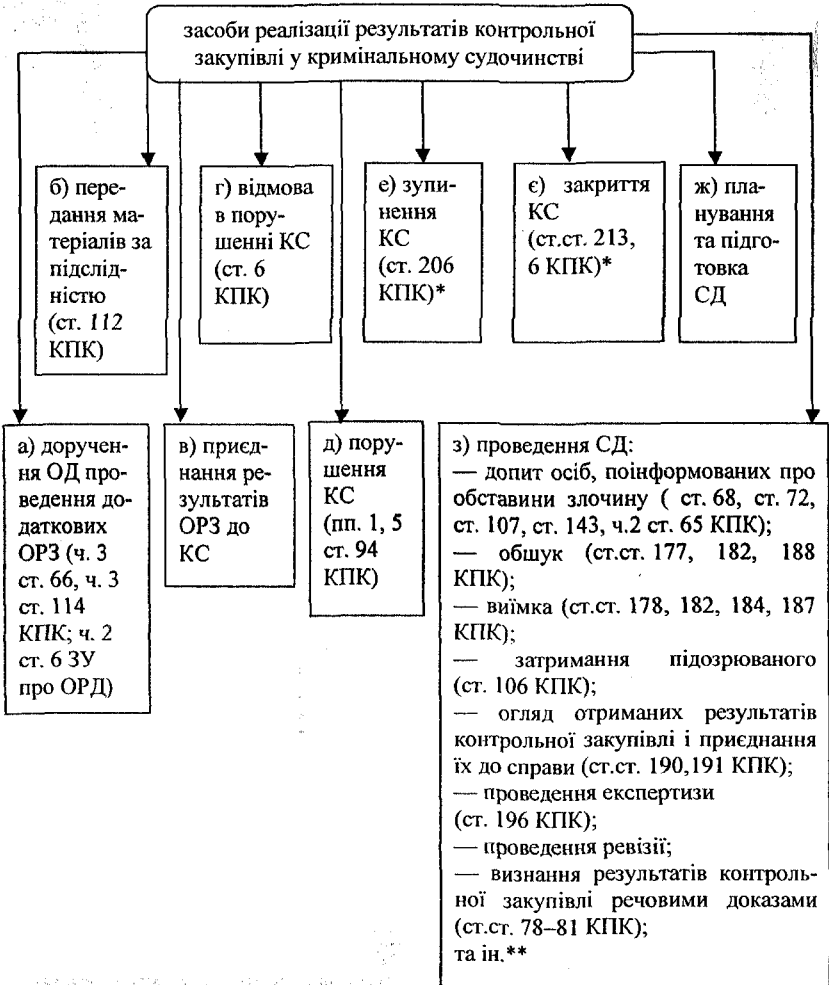 засоби реалізації результатів контрольної
закупівлі у кримінальному судочинстві
б) пере-
дання ма-
теріалів за
підслід-
ністю
(ст. 112
КПК)
г) відмова
в пору-
шенні КС
(ст. 6
КПК)
е) зупи-
нення
КС
(ст. 206
КПК)*
є) закриття
КС
(ст.ст. 213,
6 КПК)*
ж) пла-
нування
та підго-
товка
СД
а) доручен-
ня ОД про-
ведення до-
даткових
ОРЗ (ч. 3
ст. 66, ч. 3
ст. 114
КПК; ч. 2
ст. 6 ЗУ
про ОРД)
в) приєд-
нання ре-
зультатів
ОРЗ до
КС
д) пору-
шення
КС
(пп. 1, 5
ст. 94
КПК)
з) проведення СД:
— допит осіб, поінформованих про
обставини злочину ( ст. 68, ст. 72,
ст. 107, ст. 143, ч.2 ст. 65 КПК);
— обшук (ст.ст. 177, 182, 188
КПК);
— виїмка (ст.ст. 178, 182, 184, 187
КПК);
— затримання підозрюваного
(ст. 106 КПК);
— огляд отриманих результатів
контрольної закупівлі і приєднання
їх до справи (ст.ст. 190,191 КПК);
— проведення експертизи
(ст. 196 КПК);
— проведення ревізії;
— визнання результатів контроль-
ної закупівлі речовими доказами
(ст.ст. 78–81 КПК);
та ін.**